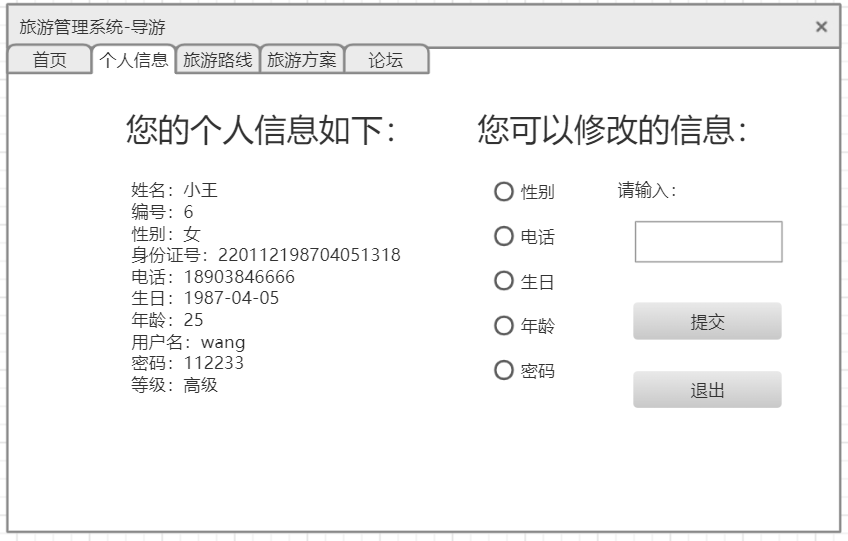 旅游管理系统-导游
首页 个人信息 旅游路线 旅游方案 论坛
您的个人信息如下：
姓名：小王
编号：6
性别：女
身份证号：220112198704051318
电话：18903846666
生日：1987-04-05
年龄：25
用户名：wang
密码：112233
等级：高级
您可以修改的信息：
性别
电话
生日
年龄
密码
请输入：
提交
退出